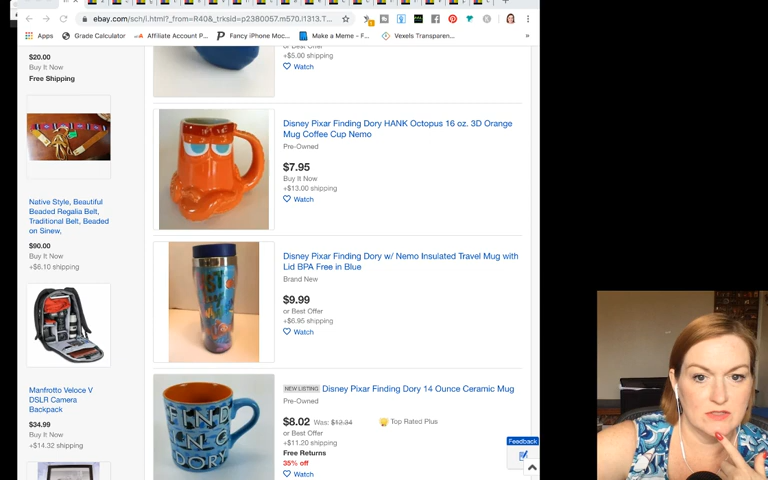 ebay.com/sch/i.html?_from=R40&_trksid=p2380057.m570.l1313.T...
Apps
Grade Calculator
Affiliate Account P...
Fancy iPhone Moc...
Make a Meme - F...
Vexels Transparen...
$20.00
Buy It Now
Free Shipping
Native Style, Beautiful
Beaded Regalia Belt,
Traditional Belt, Beaded
on Sinew,
$90.00
Buy It Now
+$6.10 shipping
Manfrotto Veloce V
DSLR Camera
Backpack
$34.99
Buy It Now
+$14.32 shipping
or Best Offer
+$5.00 shipping
Watch
Disney Pixar Finding Dory HANK Octopus 16 oz. 3D Orange
Mug Coffee Cup Nemo
Pre-Owned
$7.95
Buy It Now
+$13.00 shipping
Watch
Disney Pixar Finding Dory w/ Nemo Insulated Travel Mug with
Lid BPA Free in Blue
Brand New
$9.99
or Best Offer
+$6.95 shipping
Watch
FIND
ING
DORY
NEW LISTING Disney Pixar Finding Dory 14 Ounce Ceramic Mug
Pre-Owned
$8.02 Was: $12.34
Top Rated Plus
or Best Offer
+$11.20 shipping
Free Returns
35% off
Watch
Feedback